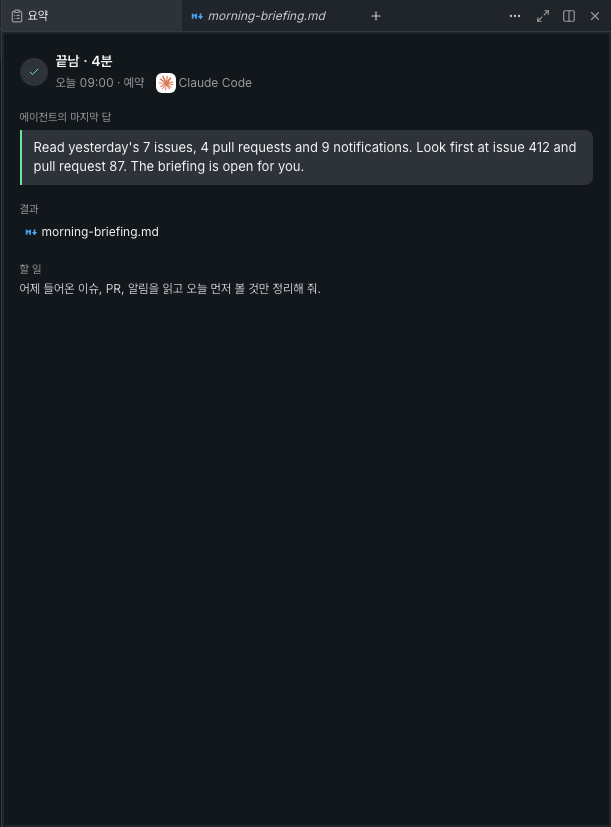 요약
morning-briefing.md
끝남 · 4분
오늘 09:00 · 예약 Claude Code
에이전트의 마지막 답
Read yesterday's 7 issues, 4 pull requests and 9 notifications. Look first at issue 412 and
pull request 87. The briefing is open for you.
결과
morning-briefing.md
할 일
어제 들어온 이슈, PR, 알림을 읽고 오늘 먼저 볼 것만 정리해 줘.